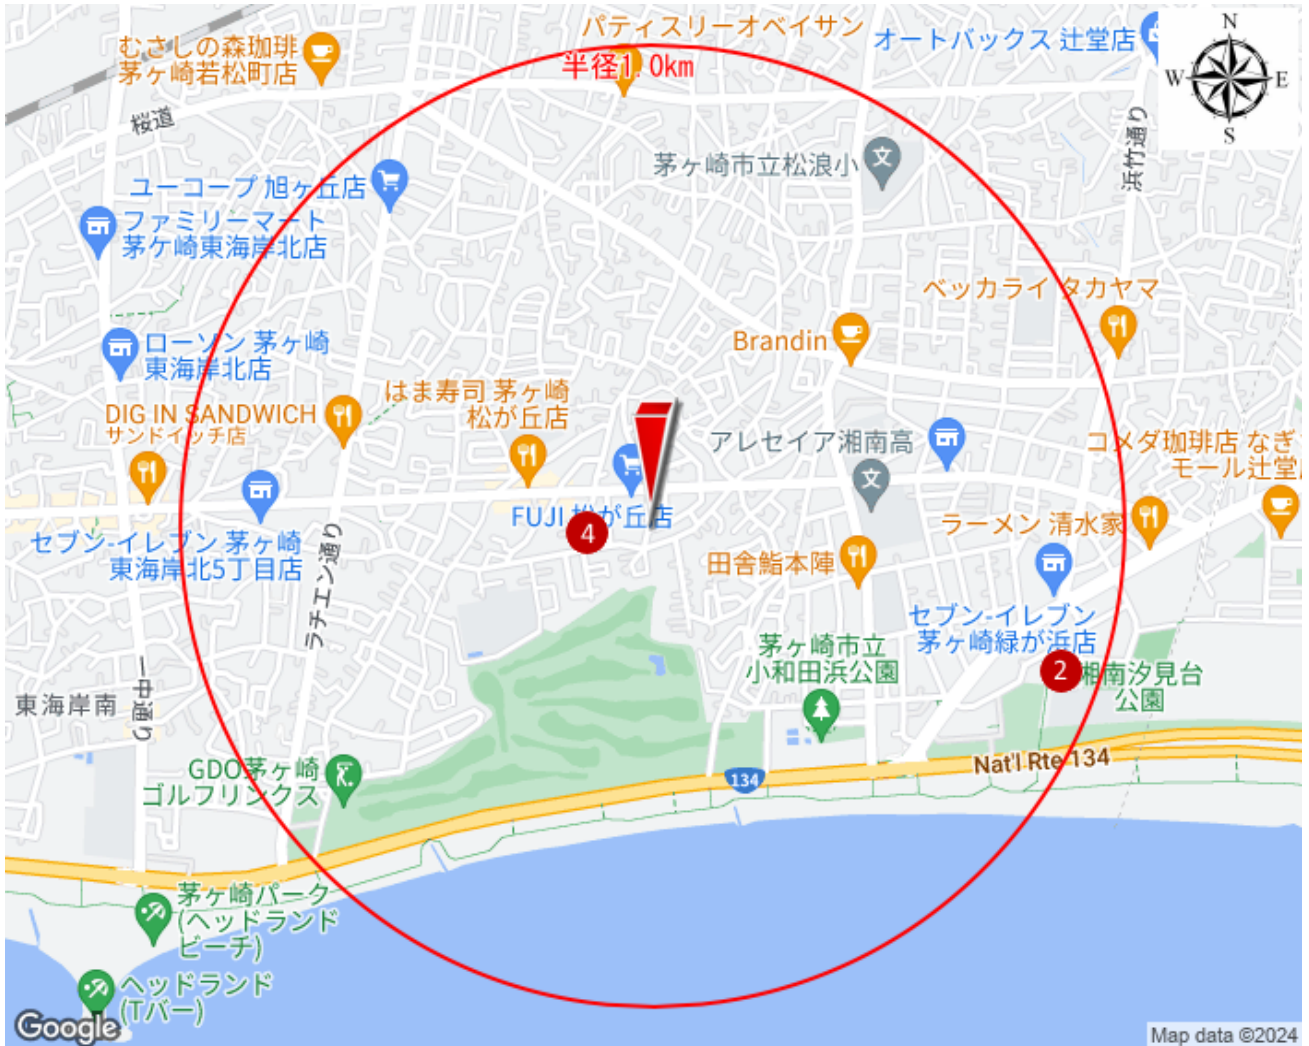 パティスリーオベイサン
むさしの森珈琲
茅ヶ崎若松町店
オートバックス 辻堂店
N
W E
S
半径1.0km
桜道
浜竹通り
茅ヶ崎市立松浪小
ユーコープ 旭ヶ丘店
ファミリーマート
茅ケ崎東海岸北店
ベッカライ タカヤマ
ローソン 茅ヶ崎
東海岸北店
Brandin
はま寿司 茅ヶ崎
松が丘店
DIG IN SANDWICH
サンドイッチ店
アレセイア湘南高
コメダ珈琲店 なぎ
モール辻堂
FUJI 松が丘店
4
ラーメン 清水家
セブン-イレブン 茅ヶ崎
東海岸北5丁目店
ラチエン通り
田舎鮨本陣
セブン-イレブン
茅ヶ崎緑が浜店
茅ヶ崎市立
小和田浜公園
2
湘南汐見台
公園
東海岸南
一中通り
GDO茅ヶ崎
ゴルフリンクス
134
Nat'l Rte 134
茅ヶ崎パーク
(ヘッドランド
ビーチ)
ヘッドランド
(Tバー)
Google
Map data ©2024